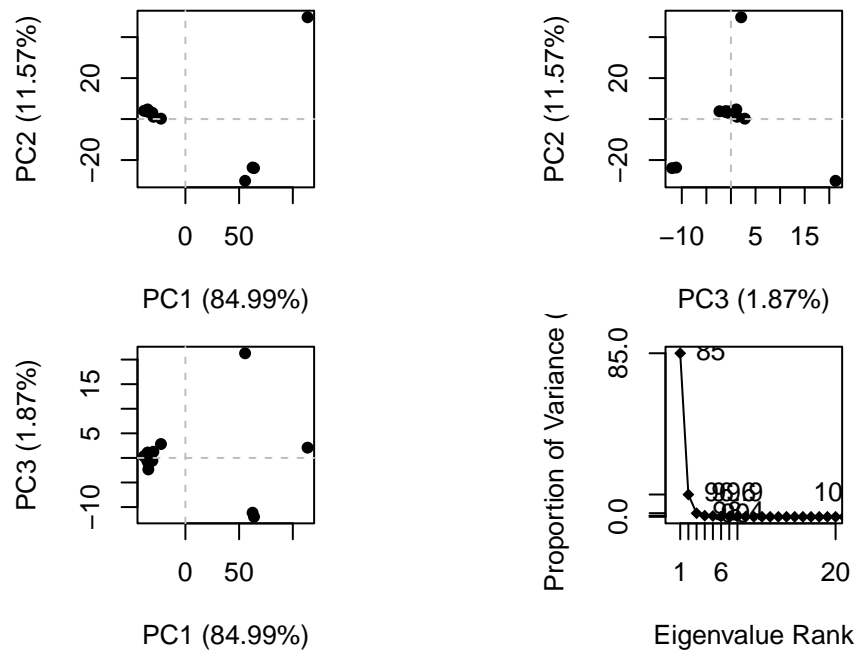 PC2 (11.57%)
20
−20
0
50
PC1 (84.99%)
PC2 (11.57%)
20
−20
−10
5
15
PC3 (1.87%)
PC3 (1.87%)
15
5
−10
0
50
PC1 (84.99%)
Proportion of Variance (
85.0
0.0
85
10
1
6
20
Eigenvalue Rank